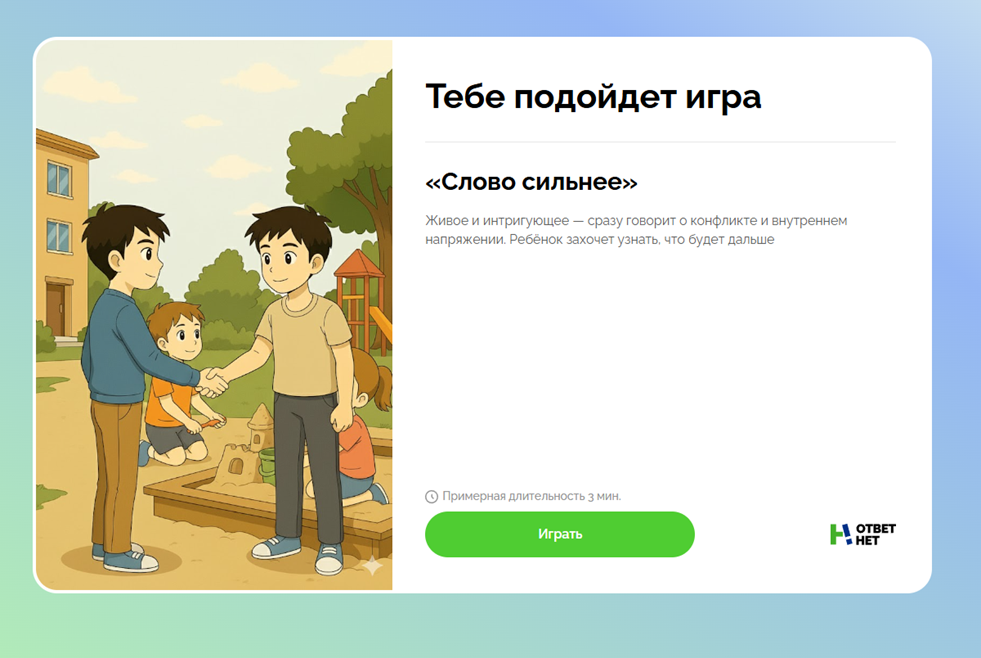 Тебе подойдет игра
«Слово сильнее»
Живое и интригующее — сразу говорит о конфликте и внутреннем
напряжении. Ребёнок захочет узнать, что будет дальше
Примерная длительность 3 мин.
Играть
ОТВЕТ
НЕТ